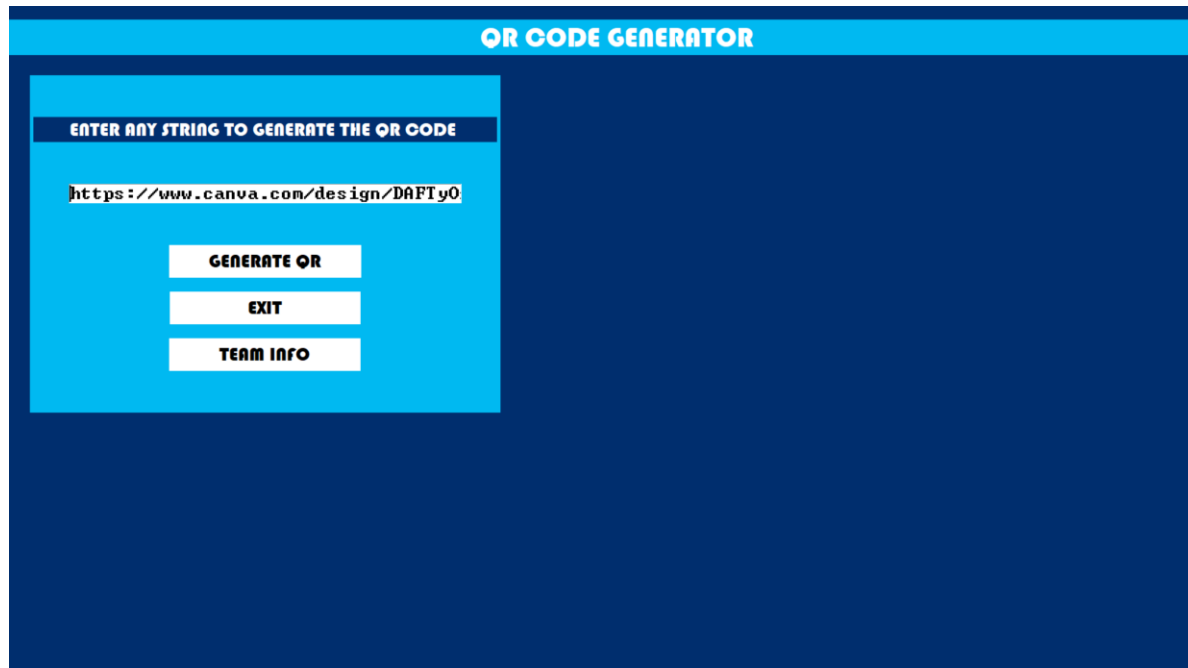 QR CODE GENERATOR
ENTER ANY STRING TO GENERATE THE QR CODE
https://www.canva.com/design/DAFTyO
GENERATE QR
EXIT
TEAM INFO